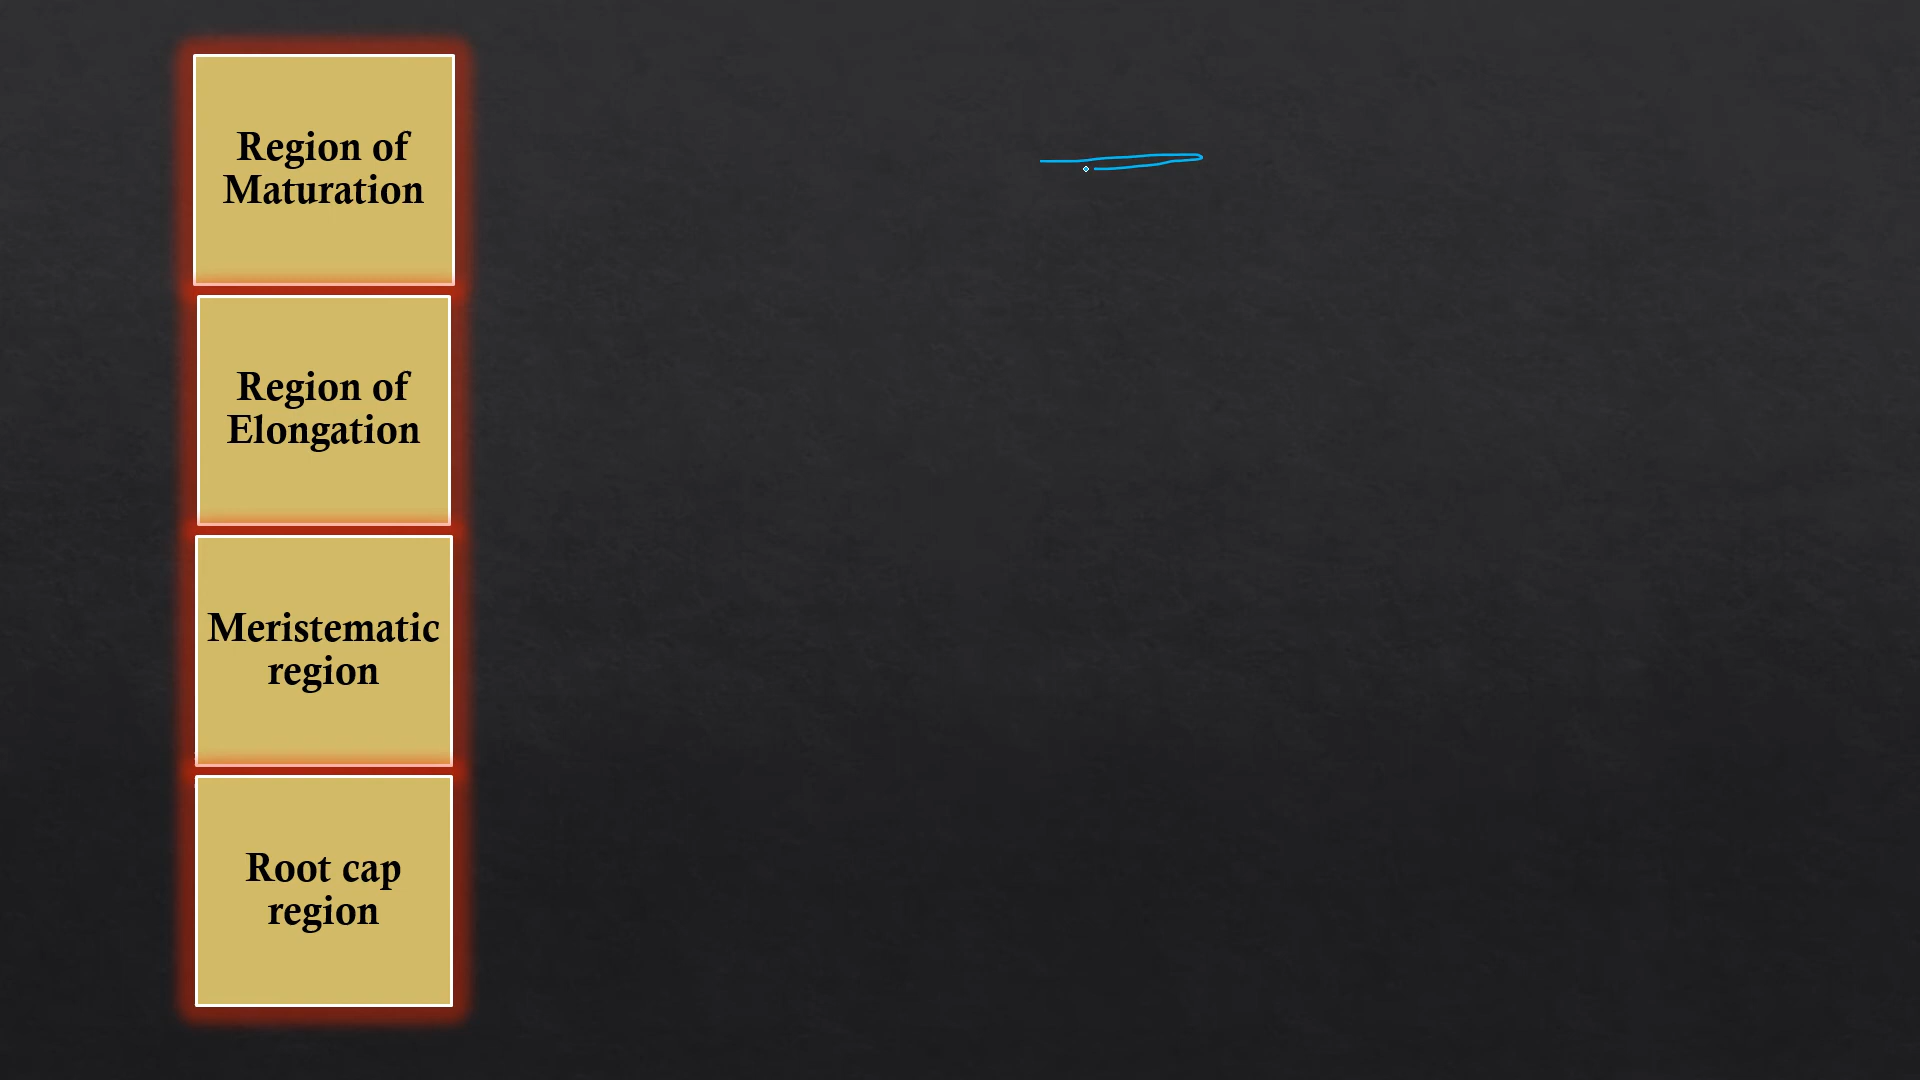 Region of
Maturation
Region of
Elongation
Meristematic
region
Root cap
region